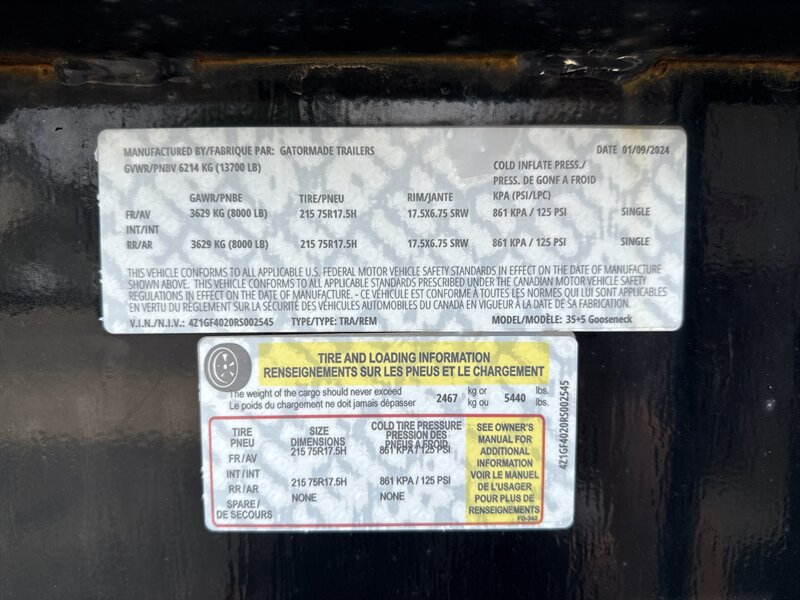 MANUFACTURED BY/FABRIQUE PAR: GATORMADE TRAILERS DATE 01/09/2024
GVWR/PNBV 6214 KG (13700 LB) COLD INFLATE PRESS./
PRESS. DE GONF A FROID
GAWR/PNBE TIRE/PNEU RIM/JANTE KPA (PSI/LPC)
FR/AV 3629 KG (8000 LB) 215 75R17.5H 17.5X6.75 SRW 861 KPA / 125 PSI SINGLE
INT/INT
RR/AR 3629 KG (8000 LB) 215 75R17.5H 17.5X6.75 SRW 861 KPA / 125 PSI SINGLE
THIS VEHICLE CONFORMS TO ALL APPLICABLE U.S. FEDERAL MOTOR VEHICLE SAFETY STANDARDS IN EFFECT ON THE DATE OF MANUFACTURE
SHOWN ABOVE. THIS VEHICLE CONFORMS TO ALL APPLICABLE STANDARDS PRESCRIBED UNDER THE CANADIAN MOTOR VEHICLE SAFETY
REGULATIONS IN EFFECT ON THE DATE OF MANUFACTURE. - CE VÉHICULE EST CONFORME À TOUTES LES NORMES QUI LUI SONT APPLICABLES
EN VERTU DU RÈGLEMENT SUR LA SÉCURITÉ DES VÉHICULES AUTOMOBILES DU CANADA EN VIGUEUR À LA DATE DE SA FABRICATION.
V.I.N./N.I.V.: 4Z1GF4020RS002545 TYPE/TYPE: TRA/REM MODEL/MODÈLE: 35+5 Gooseneck
TIRE AND LOADING INFORMATION
RENSEIGNEMENTS SUR LES PNEUS ET LE CHARGEMENT
The weight of the cargo should never exceed 2467 kg or 5440 lbs.
Le poids du chargement ne doit jamais dépasser kg ou lbs.
TIRE SIZE COLD TIRE PRESSURE
PNEU DIMENSIONS PRESSION DES
PNEUS A FROID
FR/AV 215 75R17.5H 861 KPA / 125 PSI
INT/INT
RR/AR 215 75R17.5H 861 KPA / 125 PSI
SPARE/ NONE NONE
DE SECOURS
SEE OWNER'S
MANUAL FOR
ADDITIONAL
INFORMATION
VOIR LE MANUEL
DE L'USAGER
POUR PLUS DE
RENSEIGNEMENTS
FD-342
4Z1GF4020RS002545